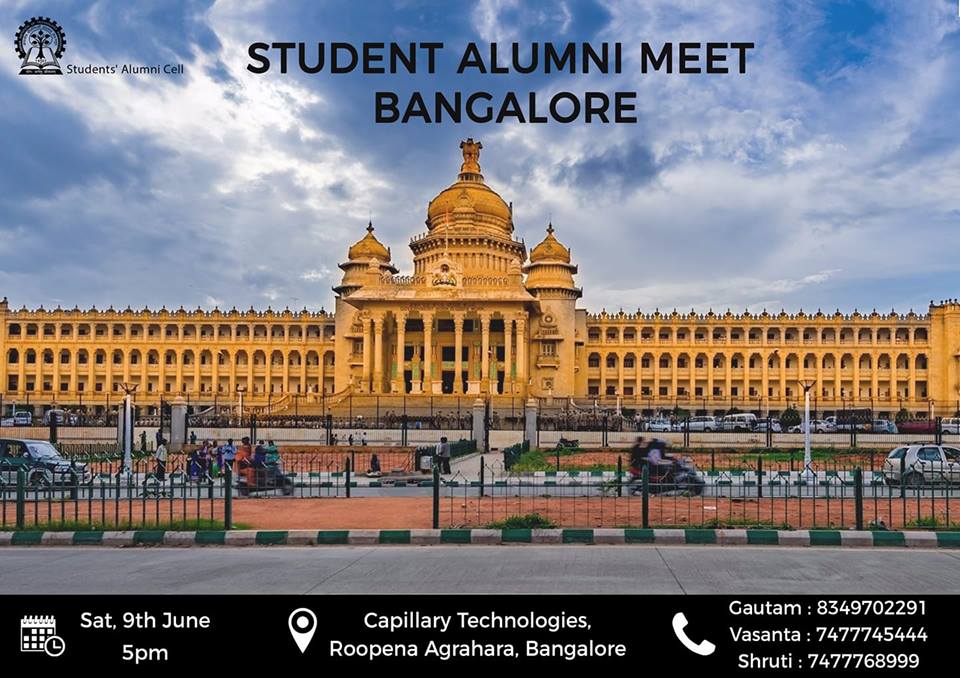 Students' Alumni Cell
STUDENT ALUMNI MEET
BANGALORE
Sat, 9th June
5pm
Capillary Technologies,
Roopena Agrahara, Bangalore
Gautam : 8349702291
Vasanta : 7477745444
Shruti : 7477768999